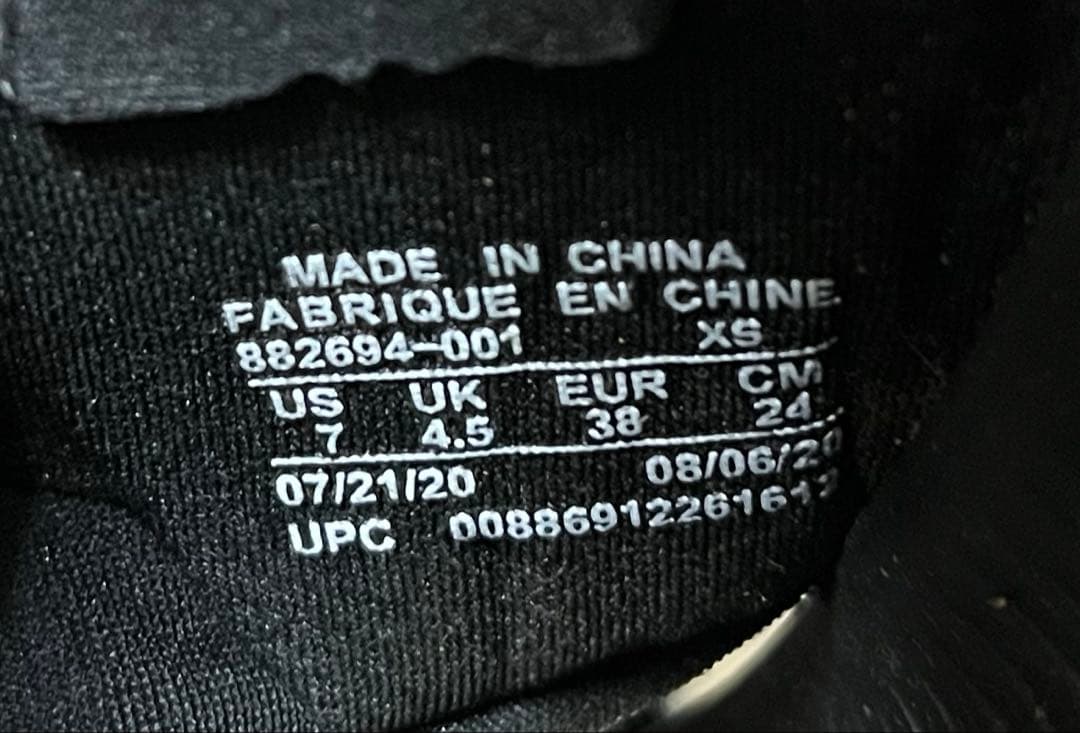 MADE IN CHINA
FABRIQUE EN CHINE
882694-001 XS
US UK EUR CM
7 4.5 38 24
07/21/20 08/06/20
UPC